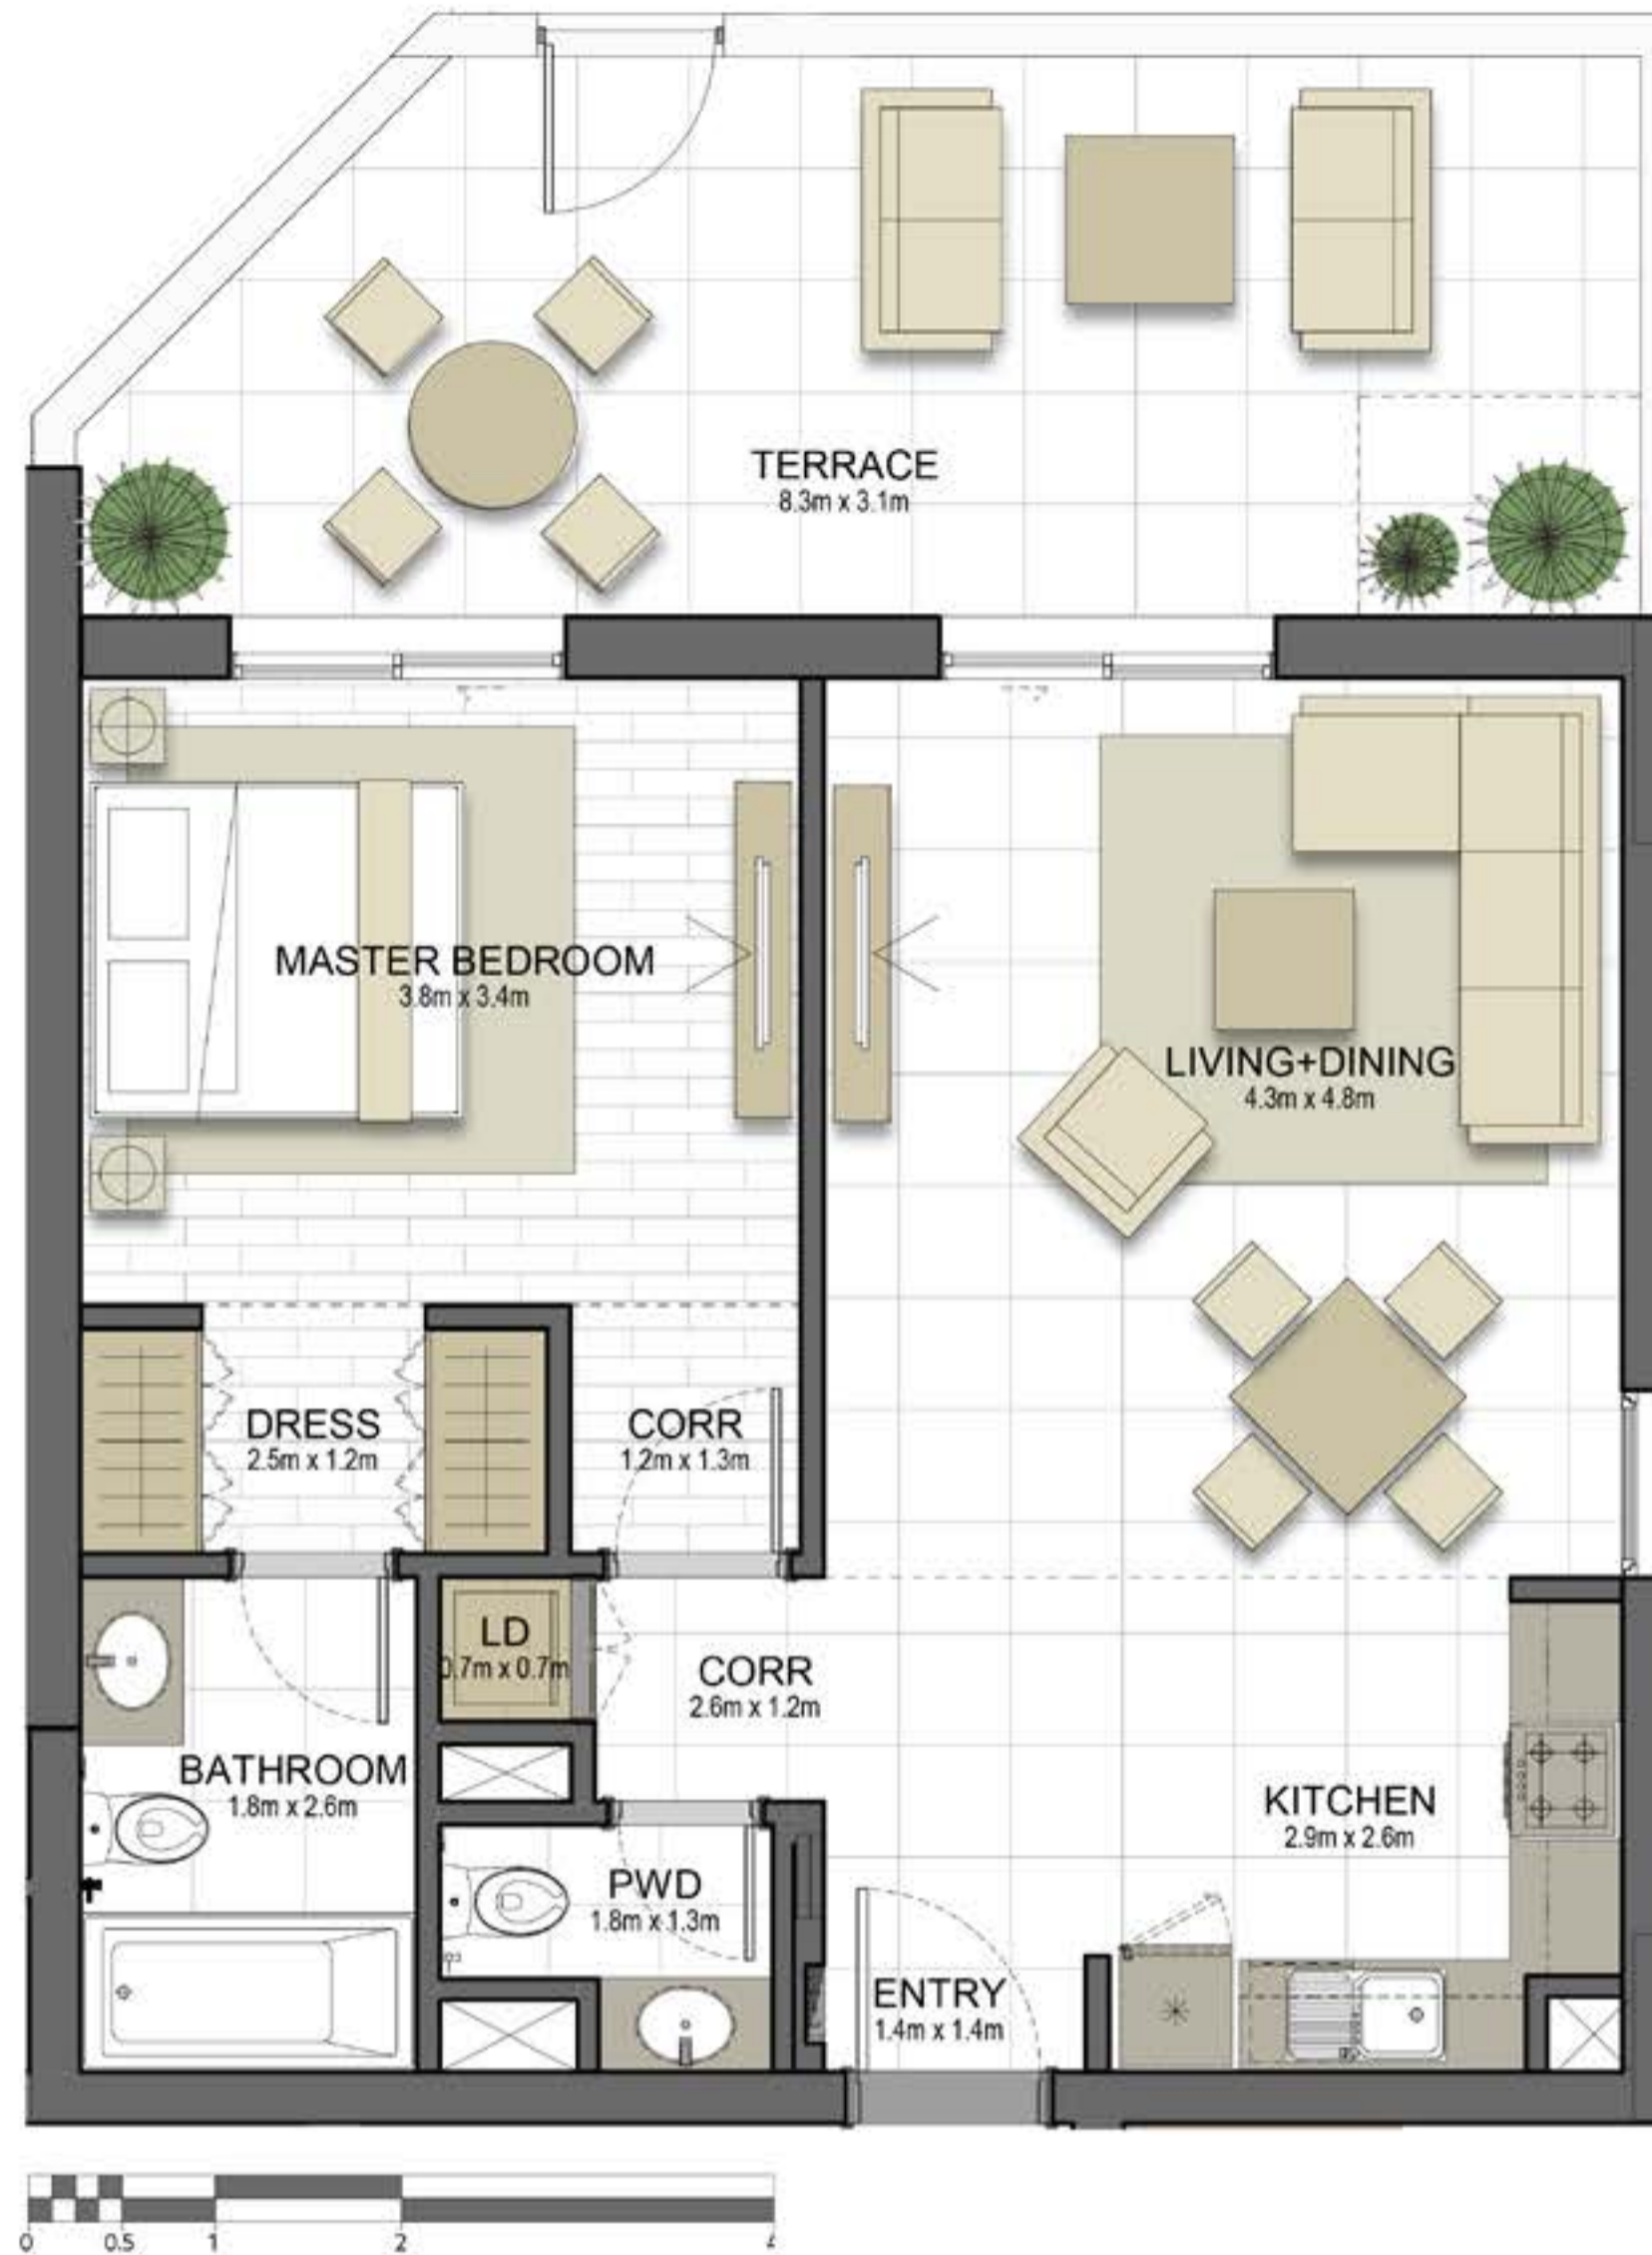 TERRACE
8.3m x 3.1m
MASTER BEDROOM
3.8m x 3.4m
LIVING+DINING
4.3m x 4.8m
DRESS
2.5m x 1.2m
CORR
1.2m x 1.3m
LD
0.7m x 0.7m
CORR
2.6m x 1.2m
BATHROOM
1.8m x 2.6m
KITCHEN
2.9m x 2.6m
PWD
1.8m x 1.3m
ENTRY
1.4m x 1.4m
0 0.5 1 2